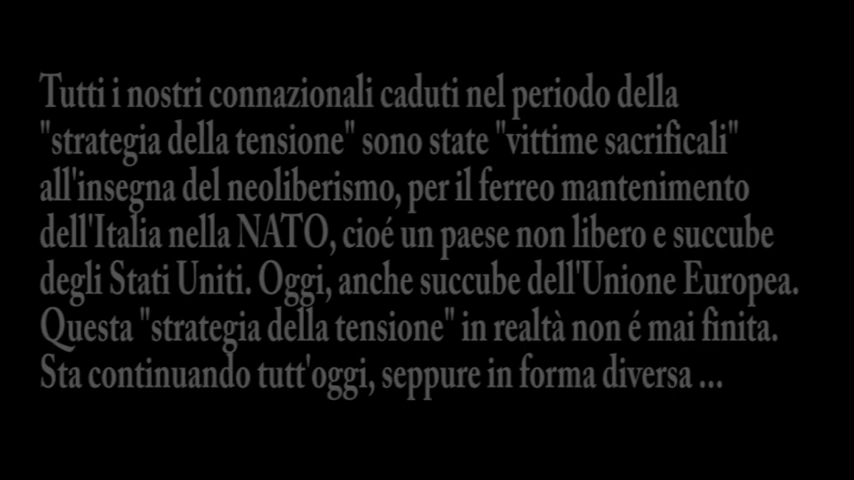 Tutti i nostri connazionali caduti nel periodo della
"strategia della tensione" sono state "vittime sacrificali"
all'insegna del neoliberismo, per il ferreo mantenimento
dell'Italia nella NATO, cioé un paese non libero e succube
degli Stati Uniti. Oggi, anche succube dell'Unione Europea.
Questa "strategia della tensione" in realtà non é mai finita.
Sta continuando tutt'oggi, seppure in forma diversa ...